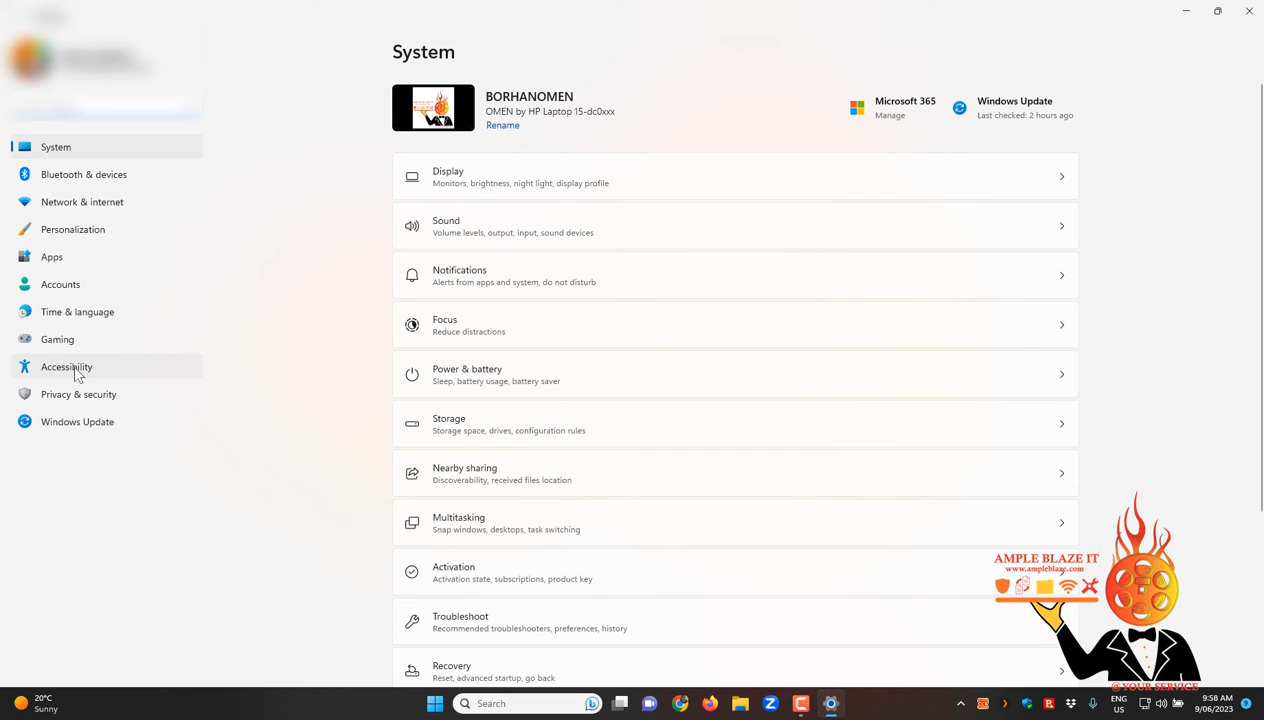 System
BORHANOMEN
OMEN by HP Laptop 15-dc0xxx
Rename
Microsoft 365
Manage
Windows Update
Last checked: 2 hours ago
System
Bluetooth & devices
Network & internet
Personalization
Apps
Accounts
Time & language
Gaming
Accessibility
Privacy & security
Windows Update
Display
Monitors, brightness, night light, display profile
Sound
Volume levels, output, input, sound devices
Notifications
Alerts from apps and system, do not disturb
Focus
Reduce distractions
Power & battery
Sleep, battery usage, battery saver
Storage
Storage space, drives, configuration rules
Nearby sharing
Discoverability, received files location
Multitasking
Snap windows, desktops, task switching
Activation
Activation state, subscriptions, product key
Troubleshoot
Recommended troubleshooters, preferences, history
Recovery
Reset, advanced startup, go back
AMPLE BLAZE IT
www.ampleblaze.com
@YOUR SERVICE
20°C
Sunny
Search
ENG
US
9:58 AM
9/06/2023